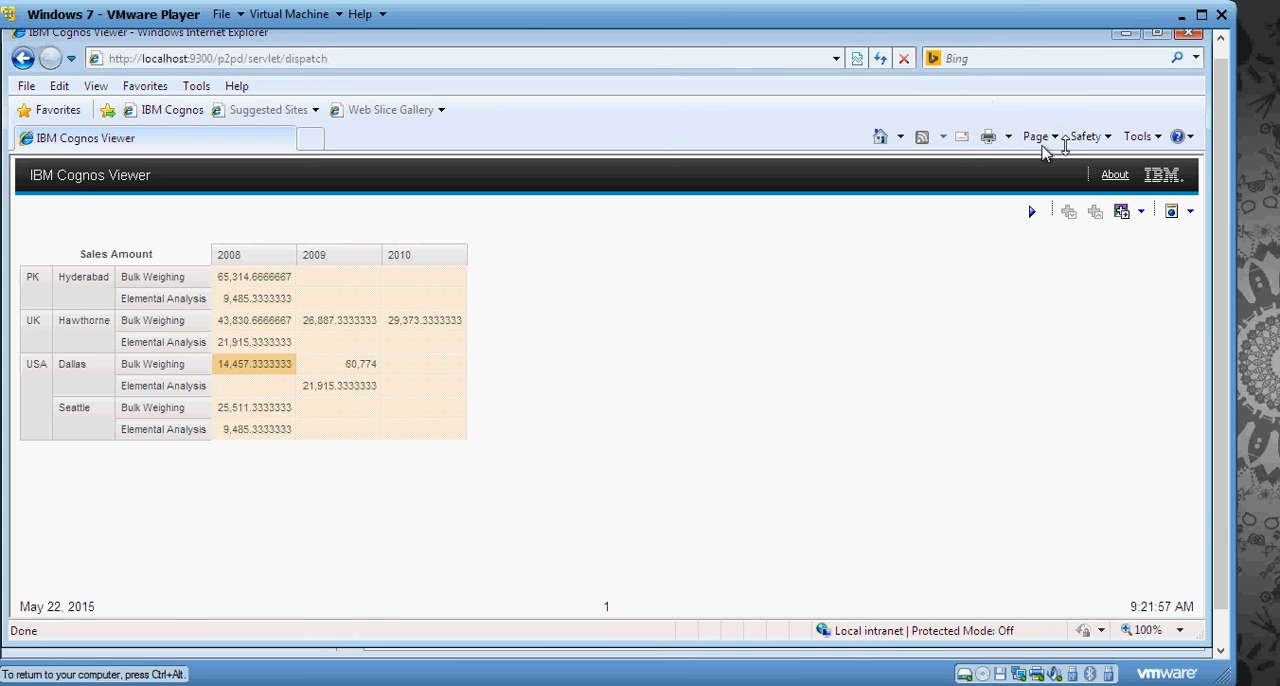 Windows 7 - VMware Player File Virtual Machine Help
IBM Cognos Viewer - Windows Internet Explorer
http://localhost:9300/p2pd/servlet/dispatch Bing
File Edit View Favorites Tools Help
Favorites IBM Cognos Suggested Sites Web Slice Gallery
IBM Cognos Viewer Page Safety Tools
IBM Cognos Viewer About IBM.
Sales Amount 2008 2009 2010
PK Hyderabad Bulk Weighing 65,314.6666667
Elemental Analysis 9,485.3333333
UK Hawthorne Bulk Weighing 43,830.6666667 26,887.3333333 29,373.3333333
Elemental Analysis 21,915.3333333
USA Dallas Bulk Weighing 14,457.3333333 60,774
Elemental Analysis 21,915.3333333
Seattle Bulk Weighing 25,511.3333333
Elemental Analysis 9,485.3333333
May 22, 2015 1 9:21:57 AM
Done Local intranet | Protected Mode: Off 100%
To return to your computer, press Ctrl+Alt. vmware